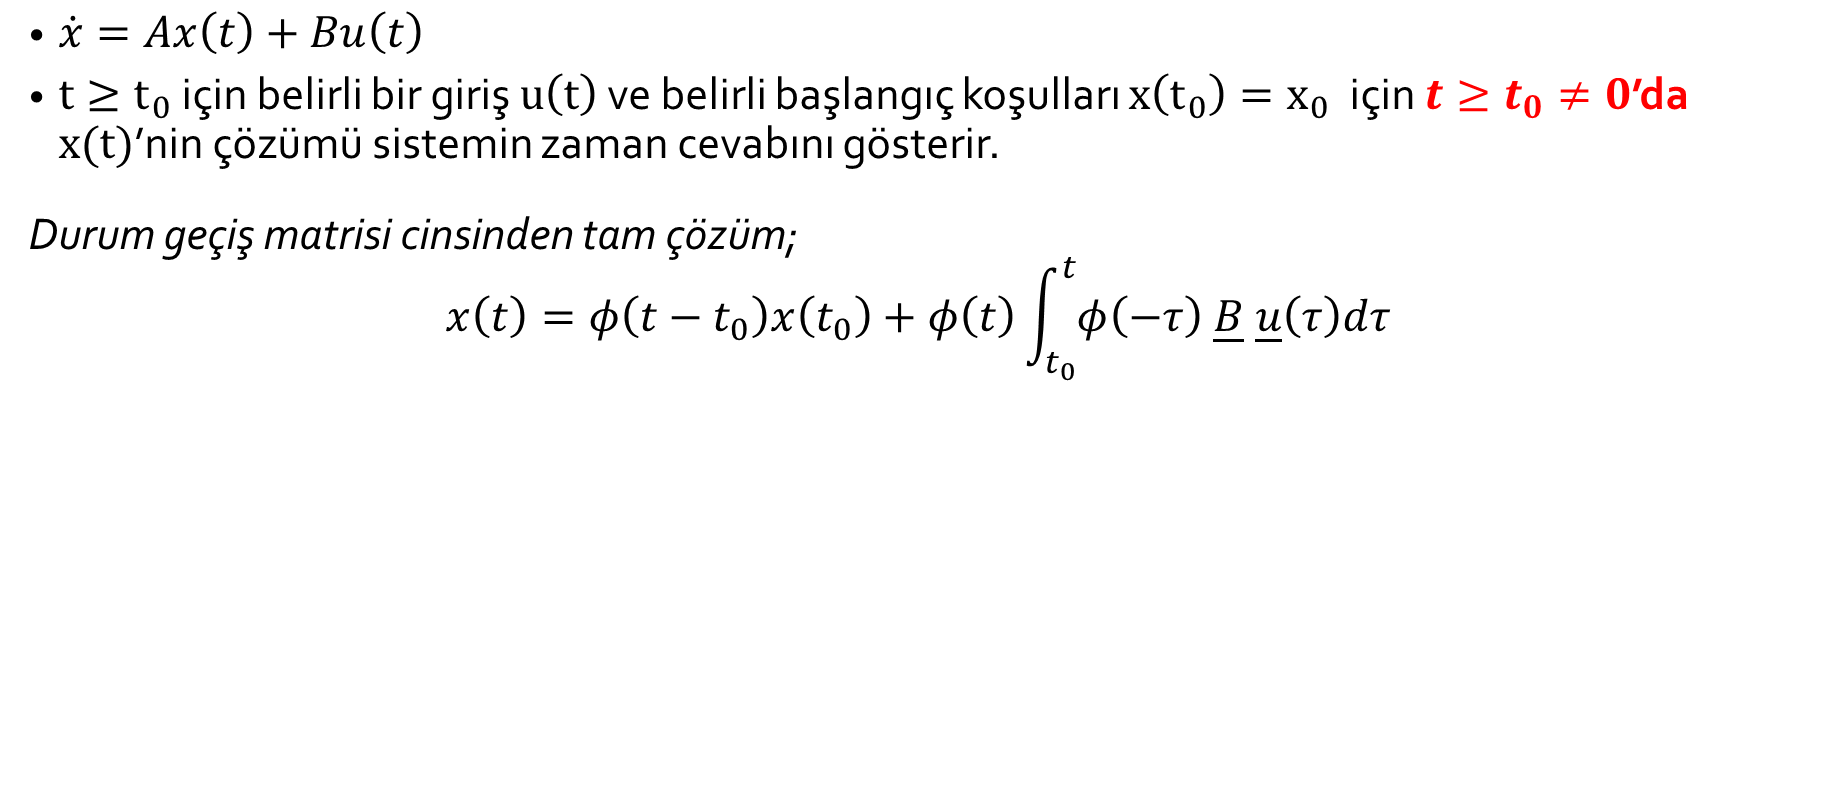 • ẋ = Ax(t) + Bu(t)
• t ≥ t₀ için belirli bir giriş u(t) ve belirli başlangıç koşulları x(t₀) = x₀ için t ≥ t₀ ≠ 0’da
x(t)’nin çözümü sistemin zaman cevabını gösterir.
Durum geçiş matrisi cinsinden tam çözüm;
x(t) = ϕ(t − t₀)x(t₀) + ϕ(t) ∫_{t₀}^{t} ϕ(−τ) B u(τ)dτ